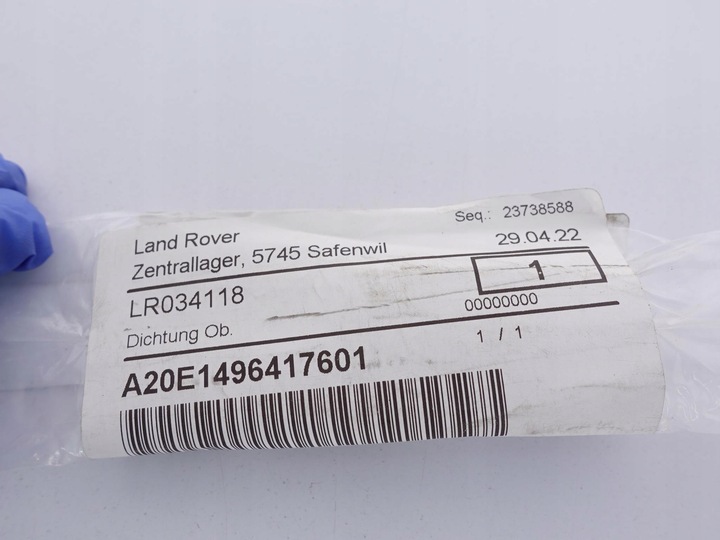 Seq.: 23738588
Land Rover
29.04.22
Zentrallager, 5745 Safenwil
LR034118
1
00000000
Dichtung Ob.
1 / 1
A20E1496417601